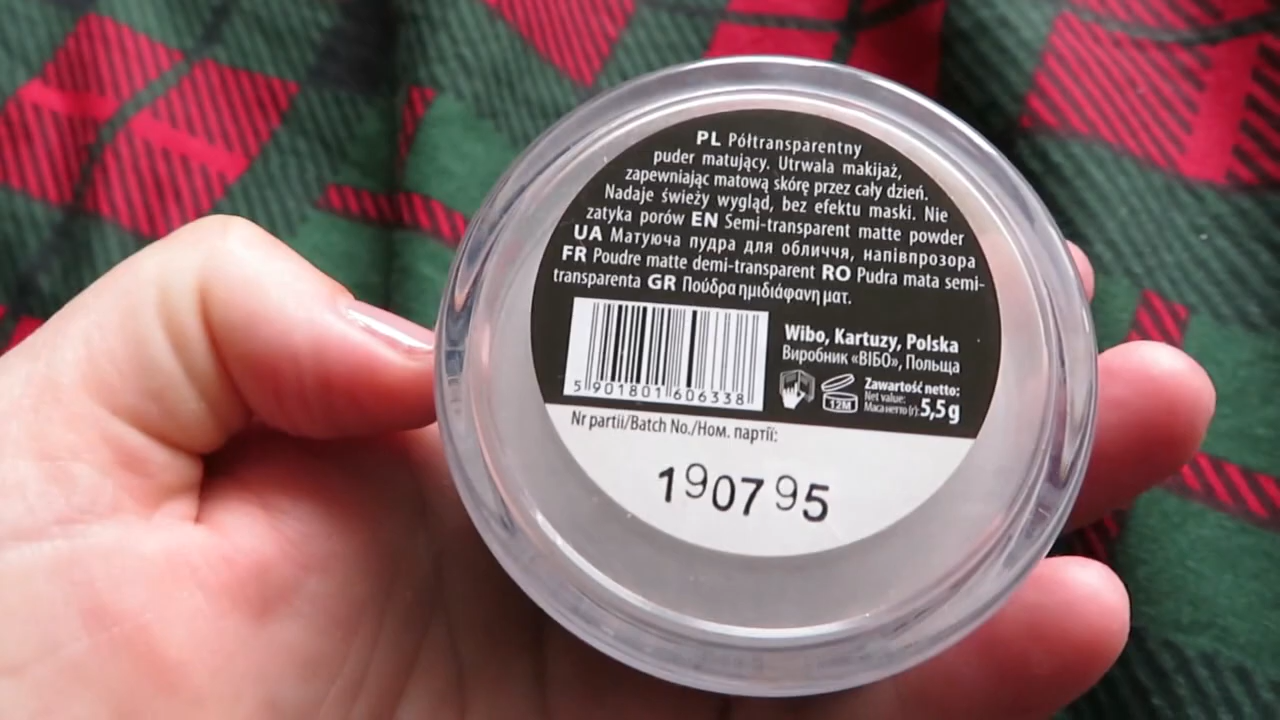 PL Półtransparentny
puder matujący. Utrwala makijaż,
zapewniając matową skórę przez cały dzień.
Nadaje świeży wygląd, bez efektu maski. Nie
zatyka porów EN Semi-transparent matte powder
UA Матуюча пудра для обличчя, напівпрозора
FR Poudre matte demi-transparent RO Pudra mata semi-
transparenta GR Πούδρα ημιδιάφανη ματ.
Wibo, Kartuzy, Polska
Виробник «ВІБО», Польща
Zawartość netto:
Net value:
Маса нетто (г): 5,5 g
12M
5 901801 606338
Nr partii/Batch No./Ном. партії:
190795